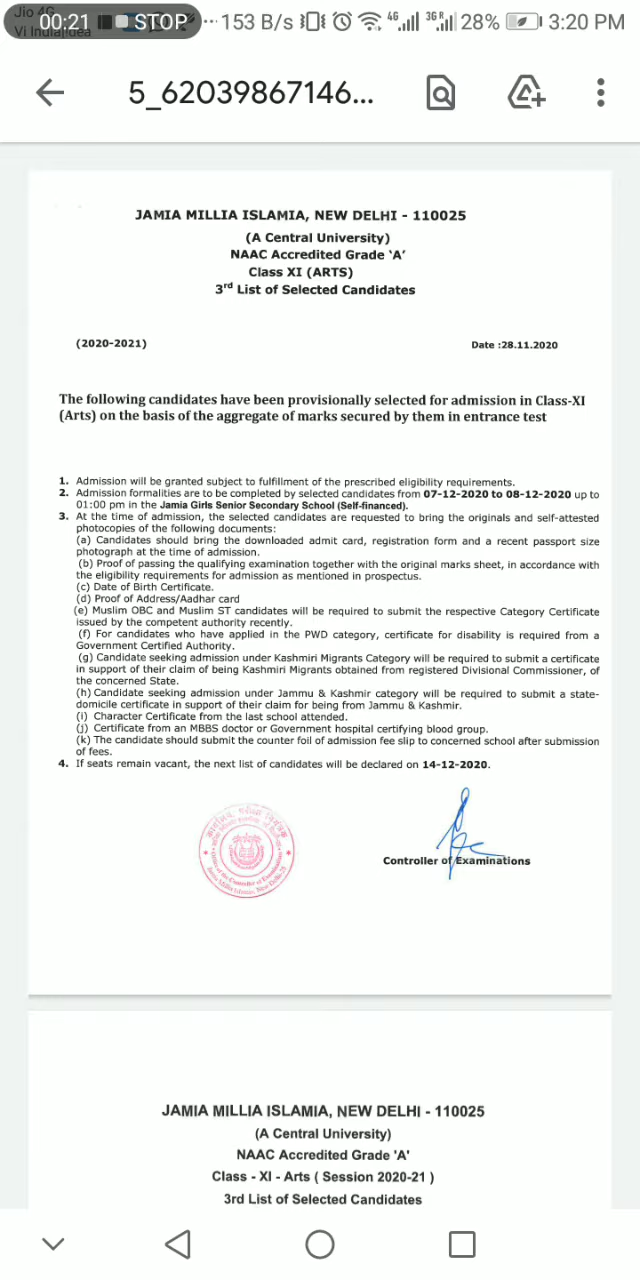 Jio 4G
Vi India|Idea
00:21 STOP ··· 153 B/s 4G 3G R 28% 3:20 PM
5_62039867146...
JAMIA MILLIA ISLAMIA, NEW DELHI - 110025
(A Central University)
NAAC Accredited Grade ‘A’
Class XI (ARTS)
3rd List of Selected Candidates
(2020-2021) Date :28.11.2020
The following candidates have been provisionally selected for admission in Class-XI
(Arts) on the basis of the aggregate of marks secured by them in entrance test
1. Admission will be granted subject to fulfillment of the prescribed eligibility requirements.
2. Admission formalities are to be completed by selected candidates from 07-12-2020 to 08-12-2020 up to
01:00 pm in the Jamia Girls Senior Secondary School (Self-financed).
3. At the time of admission, the selected candidates are requested to bring the originals and self-attested
photocopies of the following documents:
(a) Candidates should bring the downloaded admit card, registration form and a recent passport size
photograph at the time of admission.
(b) Proof of passing the qualifying examination together with the original marks sheet, in accordance with
the eligibility requirements for admission as mentioned in prospectus.
(c) Date of Birth Certificate.
(d) Proof of Address/Aadhar card
(e) Muslim OBC and Muslim ST candidates will be required to submit the respective Category Certificate
issued by the competent authority recently.
(f) For candidates who have applied in the PWD category, certificate for disability is required from a
Government Certified Authority.
(g) Candidate seeking admission under Kashmiri Migrants Category will be required to submit a certificate
in support of their claim of being Kashmiri Migrants obtained from registered Divisional Commissioner, of
the concerned State.
(h) Candidate seeking admission under Jammu & Kashmir category will be required to submit a state-
domicile certificate in support of their claim for being from Jammu & Kashmir.
(i) Character Certificate from the last school attended.
(j) Certificate from an MBBS doctor or Government hospital certifying blood group.
(k) The candidate should submit the counter foil of admission fee slip to concerned school after submission
of fees.
4. If seats remain vacant, the next list of candidates will be declared on 14-12-2020.
Controller of Examinations
JAMIA MILLIA ISLAMIA, NEW DELHI - 110025
(A Central University)
NAAC Accredited Grade 'A'
Class - XI - Arts ( Session 2020-21 )
3rd List of Selected Candidates